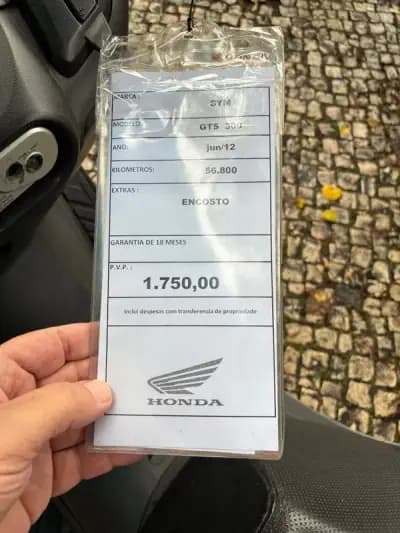 MARCA : SYM
MODELO: GTS 300
ANO: jun/12
KILOMETROS: 56.800
EXTRAS :
ENCOSTO
GARANTIA DE 18 MESES
P.V.P. :
1.750,00
Inclui despesas com transferencia de propriedade
HONDA